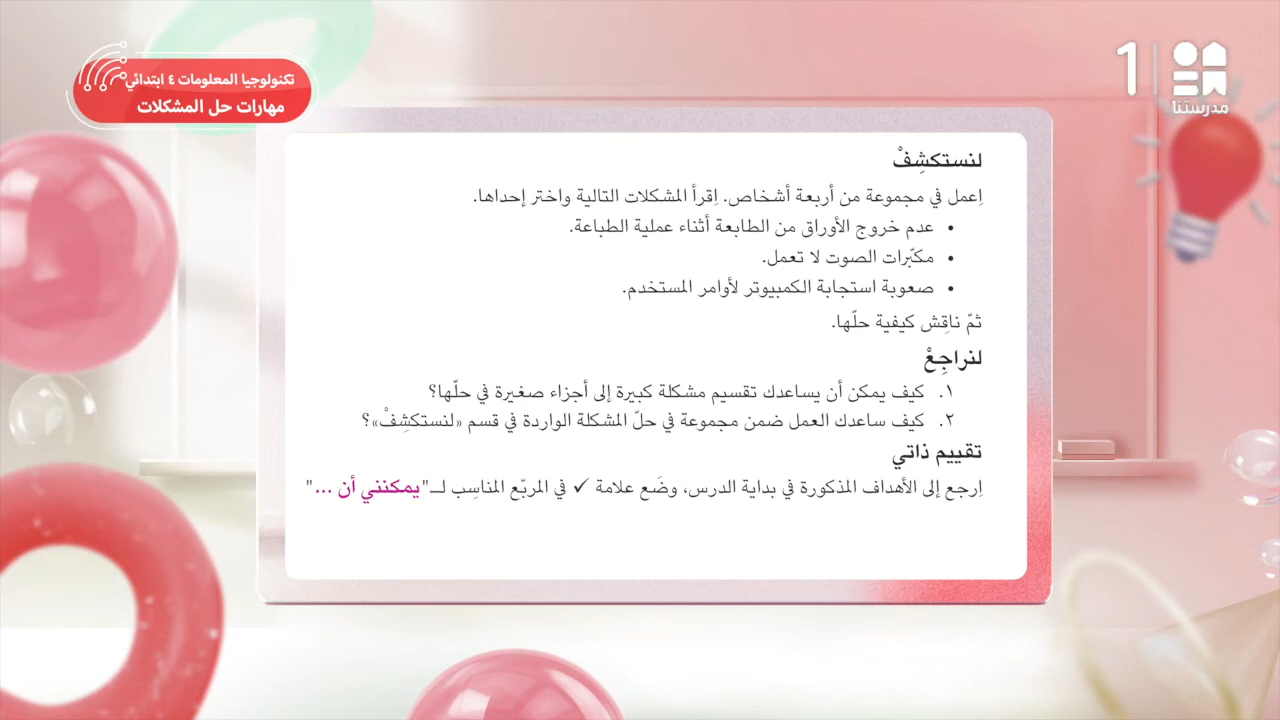 1
مدرستنا
تكنولوجيا المعلومات ٤ ابتدائي
مهارات حل المشكلات
لنستكشِفْ
اِعمل في مجموعة من أربعة أشخاص. اِقرأ المشكلات التالية واختر إحداها.
• عدم خروج الأوراق من الطابعة أثناء عملية الطباعة.
• مكبّرات الصوت لا تعمل.
• صعوبة استجابة الكمبيوتر لأوامر المستخدم.
ثمّ ناقِش كيفية حلّها.
لنراجِعْ
١. كيف يمكن أن يساعدك تقسيم مشكلة كبيرة إلى أجزاء صغيرة في حلّها؟
٢. كيف ساعدك العمل ضمن مجموعة في حلّ المشكلة الواردة في قسم «لنستكشِفْ»؟
تقييم ذاتي
اِرجع إلى الأهداف المذكورة في بداية الدرس، وضَع علامة ✓ في المربّع المناسِب لــ "يمكنني أن ..."